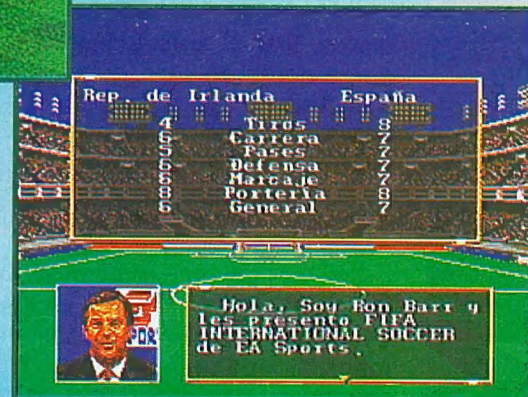 Rep. de Irlanda España
4 Tiros 8
6 Carrera 7
5 Pases 7
6 Defensa 7
6 Marcaje 7
8 Portería 8
6 General 7
Hola, Soy Ron Barr y
les presento FIFA
INTERNATIONAL SOCCER
de EA Sports.